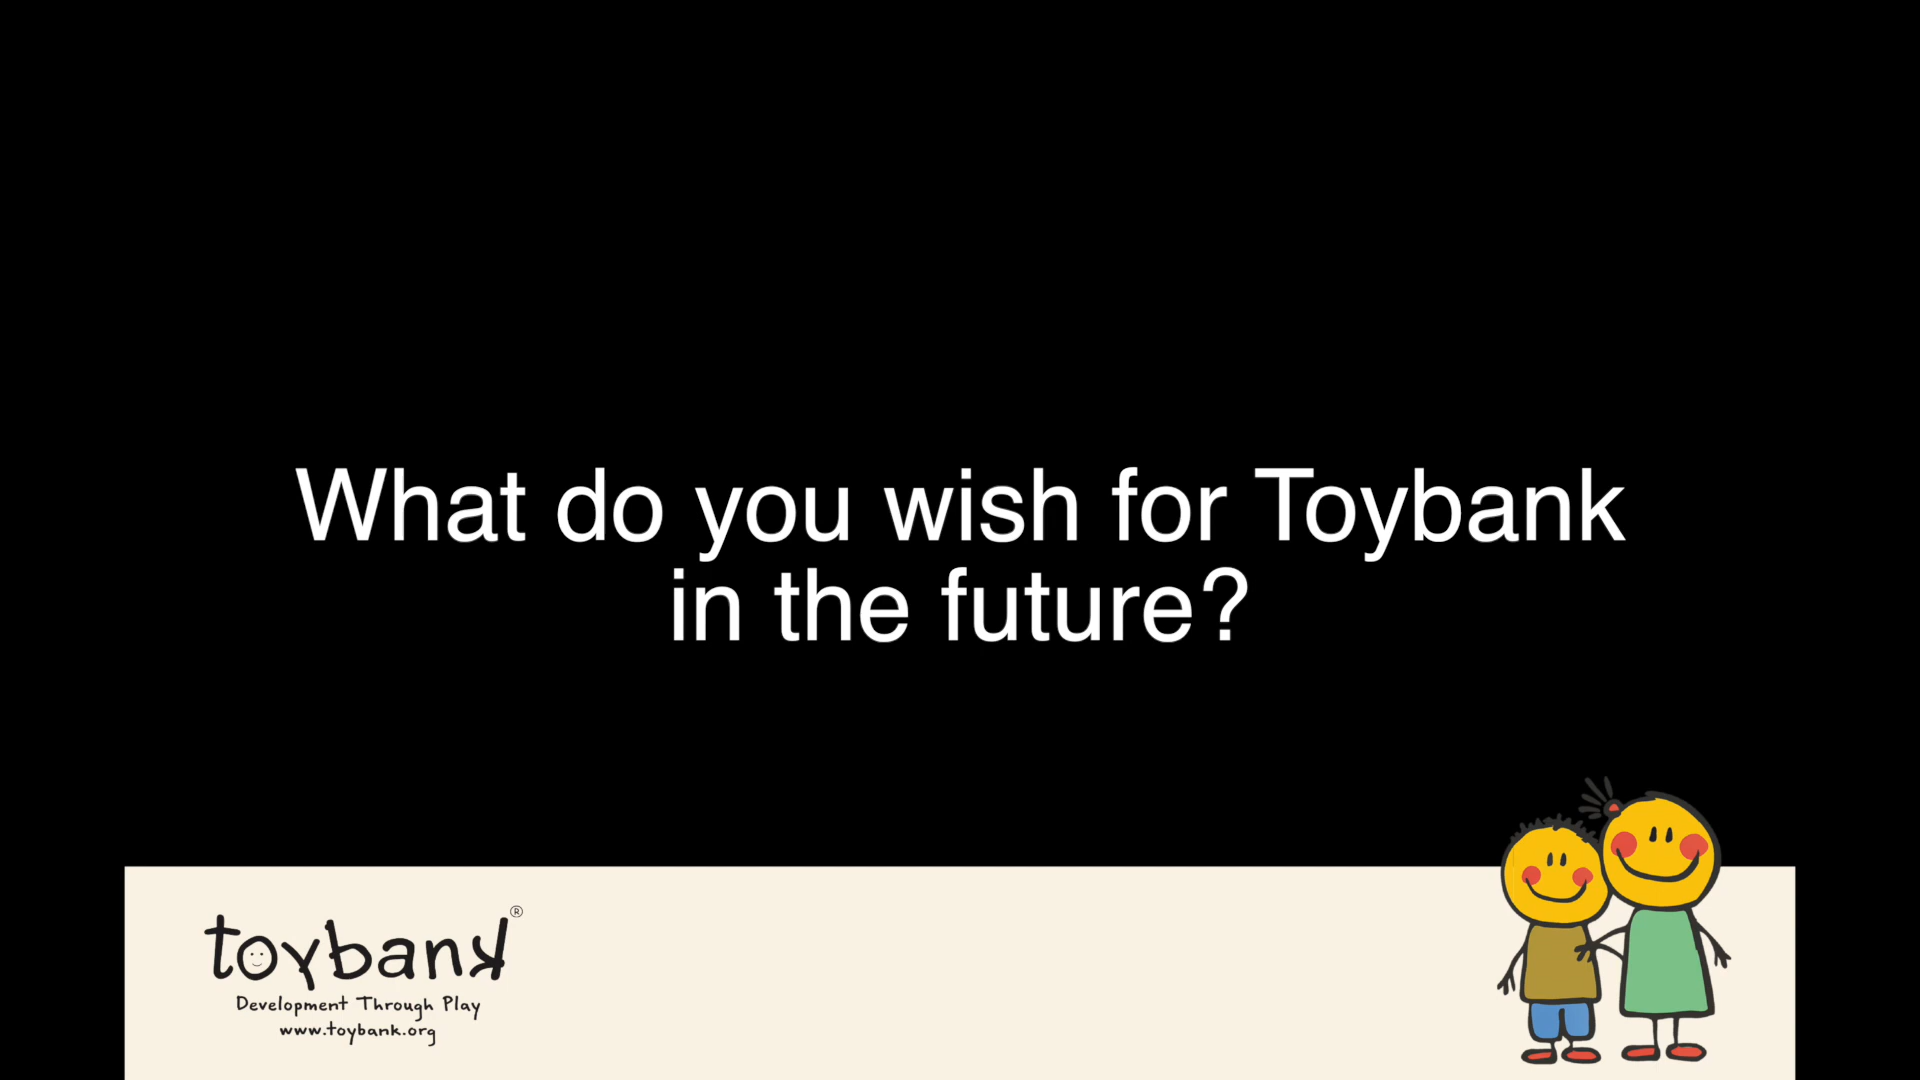 What do you wish for Toybank
in the future?
toybank®
Development Through Play
www.toybank.org